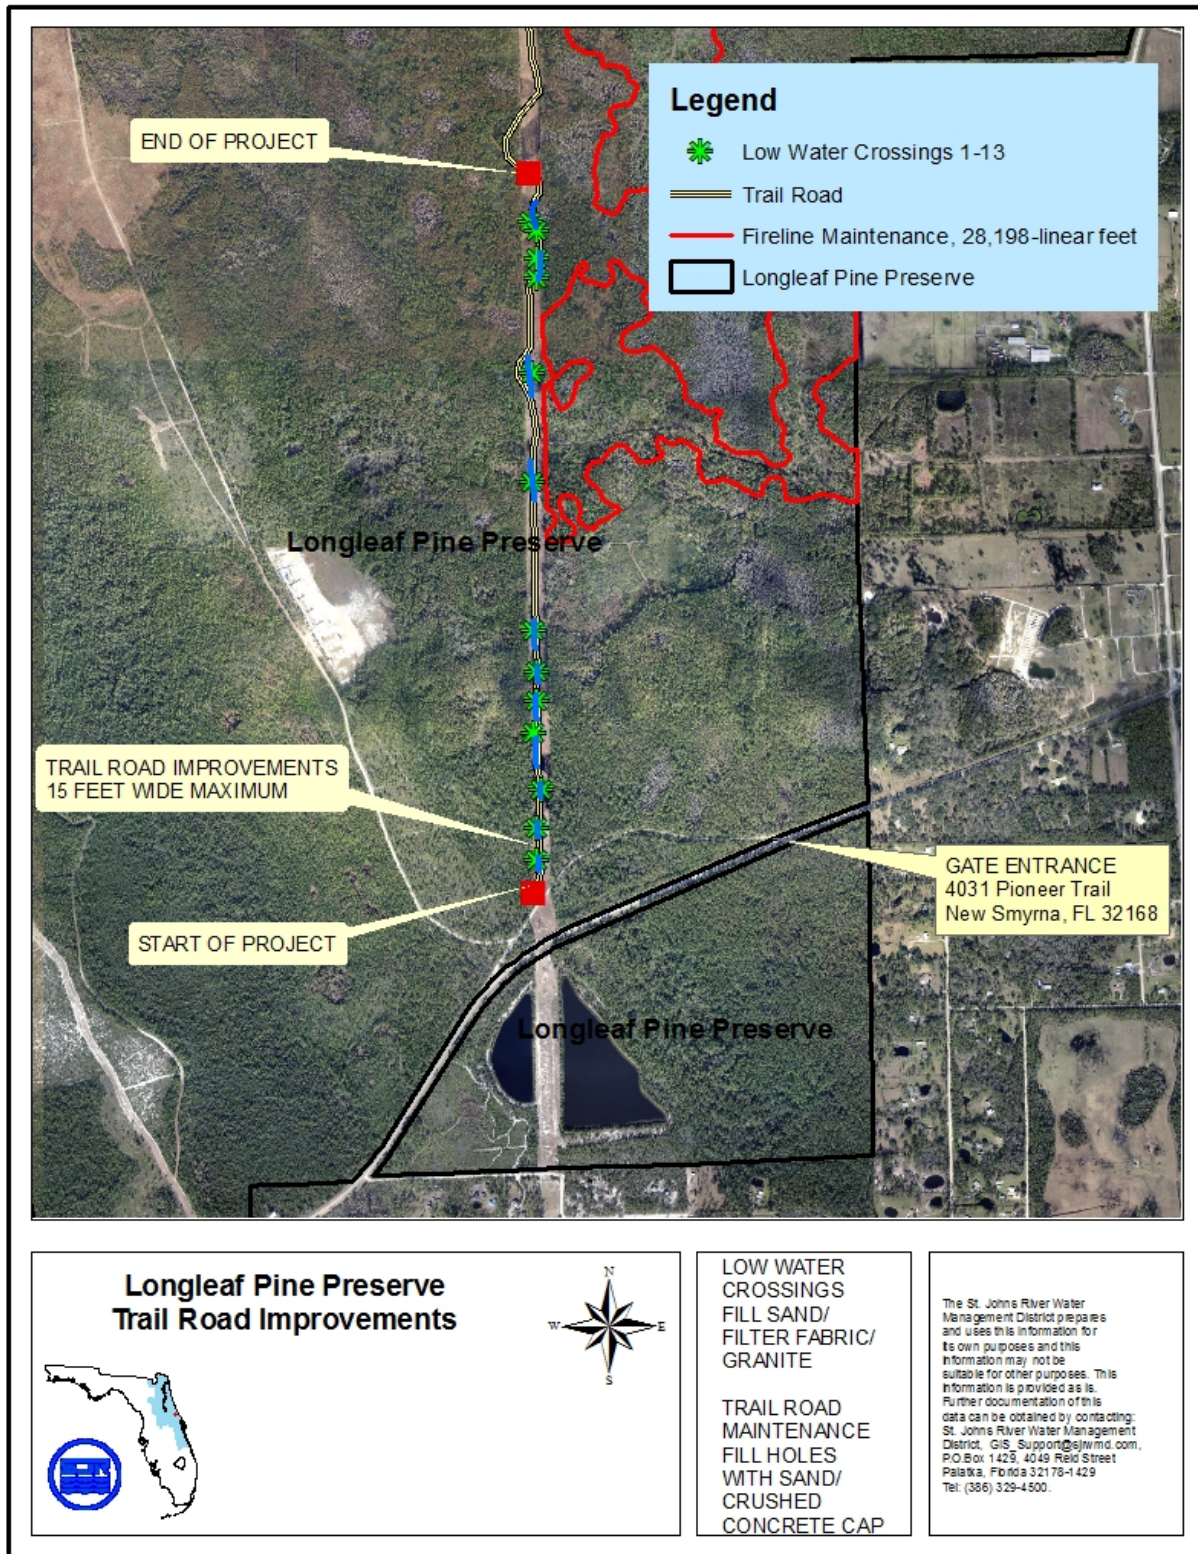 Legend
Low Water Crossings 1-13
Trail Road
Fireline Maintenance, 28,198-linear feet
Longleaf Pine Preserve
END OF PROJECT
Longleaf Pine Preserve
TRAIL ROAD IMPROVEMENTS
15 FEET WIDE MAXIMUM
GATE ENTRANCE
4031 Pioneer Trail
New Smyrna, FL 32168
START OF PROJECT
Longleaf Pine Preserve
Longleaf Pine Preserve
Trail Road Improvements
N
W
E
S
LOW WATER
CROSSINGS
FILL SAND/
FILTER FABRIC/
GRANITE
TRAIL ROAD
MAINTENANCE
FILL HOLES
WITH SAND/
CRUSHED
CONCRETE CAP
The St. Johns River Water
Management District prepares
and uses this information for
its own purposes and this
information may not be
suitable for other purposes. This
information is provided as is.
Further documentation of this
data can be obtained by contacting:
St. Johns River Water Management
District, GIS_Support@sjrwmd.com,
P.O.Box 1429, 4049 Reid Street
Palatka, Florida 32178-1429
Tel: (386) 329-4500.